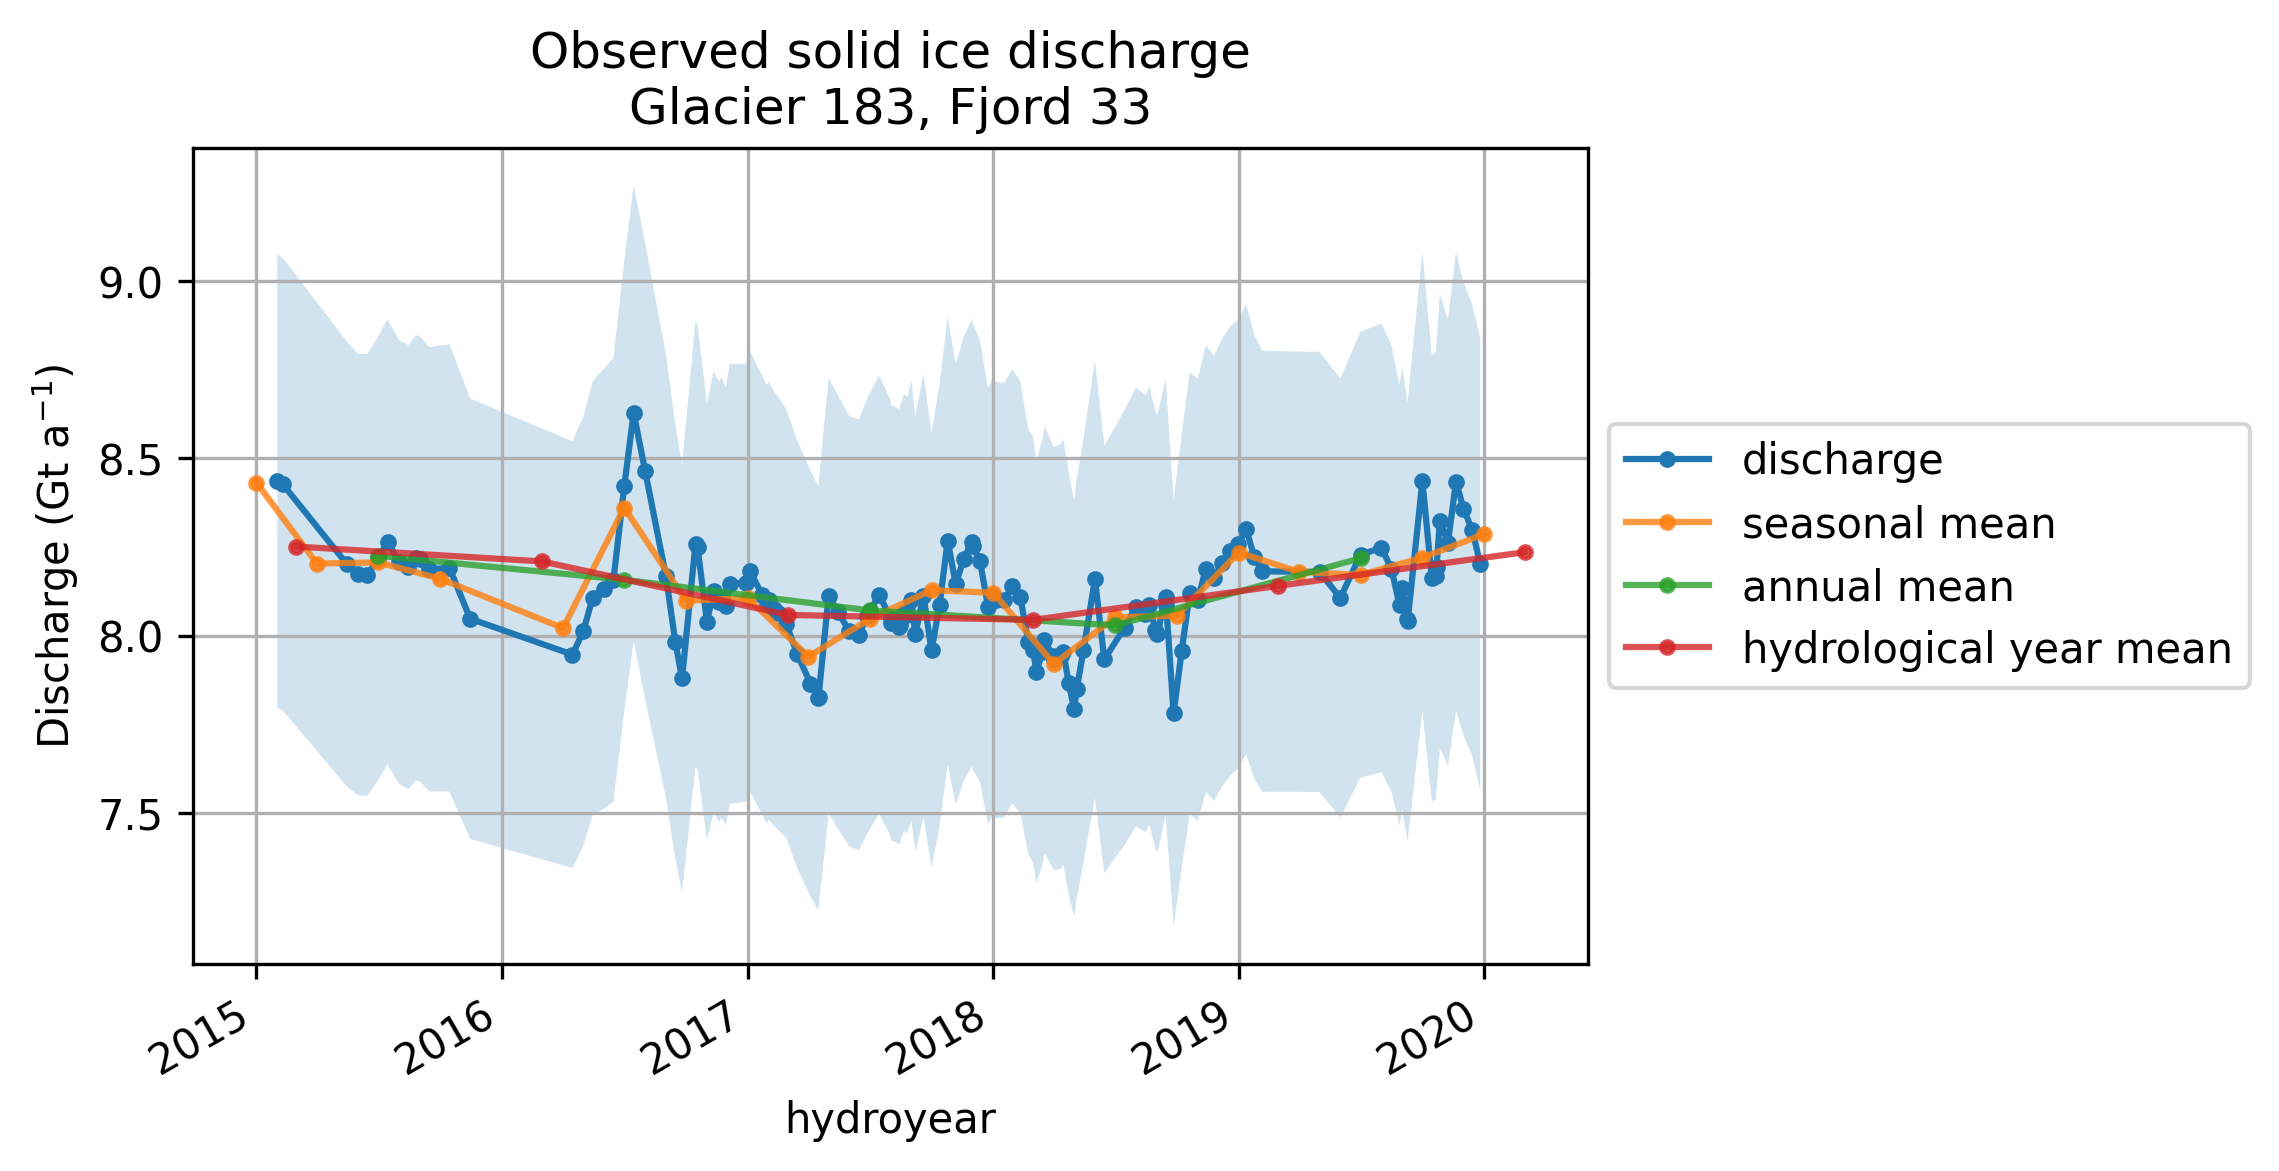 Observed solid ice discharge
Glacier 183, Fjord 33
Discharge (Gt a⁻¹)
9.0
8.5
8.0
7.5
2015
2016
2017
2018
2019
2020
hydroyear
discharge
seasonal mean
annual mean
hydrological year mean